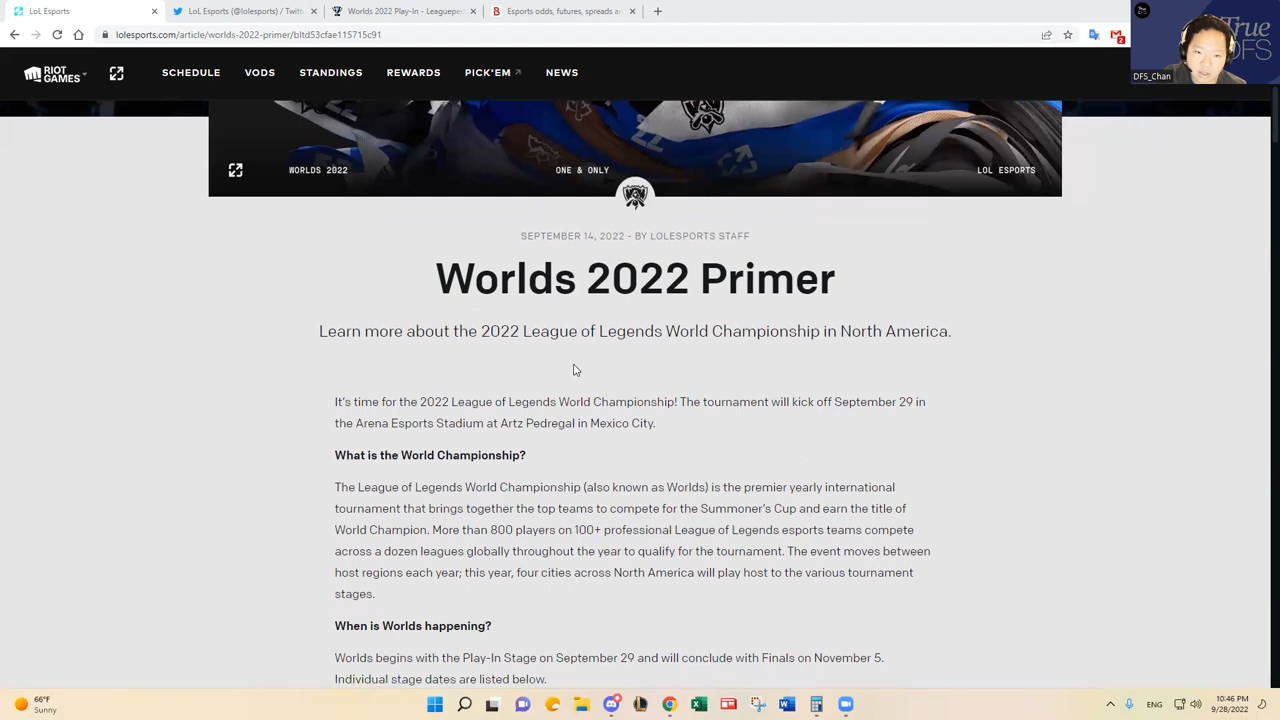 LoL Esports
LoL Esports (@lolesports) / Twitt
Worlds 2022 Play-In - Leaguepe
Esports odds, futures, spreads a
lolesports.com/article/worlds-2022-primer/bltd53cfae115715c91
2
True
DFS
DFS_Chan
RIOT GAMES
SCHEDULE VODS STANDINGS REWARDS PICK'EM NEWS
WORLDS 2022
ONE & ONLY
LOL ESPORTS
SEPTEMBER 14, 2022 - BY LOLESPORTS STAFF
Worlds 2022 Primer
Learn more about the 2022 League of Legends World Championship in North America.
It's time for the 2022 League of Legends World Championship! The tournament will kick off September 29 in
the Arena Esports Stadium at Artz Pedregal in Mexico City.
What is the World Championship?
The League of Legends World Championship (also known as Worlds) is the premier yearly international
tournament that brings together the top teams to compete for the Summoner's Cup and earn the title of
World Champion. More than 800 players on 100+ professional League of Legends esports teams compete
across a dozen leagues globally throughout the year to qualify for the tournament. The event moves between
host regions each year; this year, four cities across North America will play host to the various tournament
stages.
When is Worlds happening?
Worlds begins with the Play-In Stage on September 29 and will conclude with Finals on November 5.
Individual stage dates are listed below.
66°F
Sunny
ENG
10:46 PM
9/28/2022